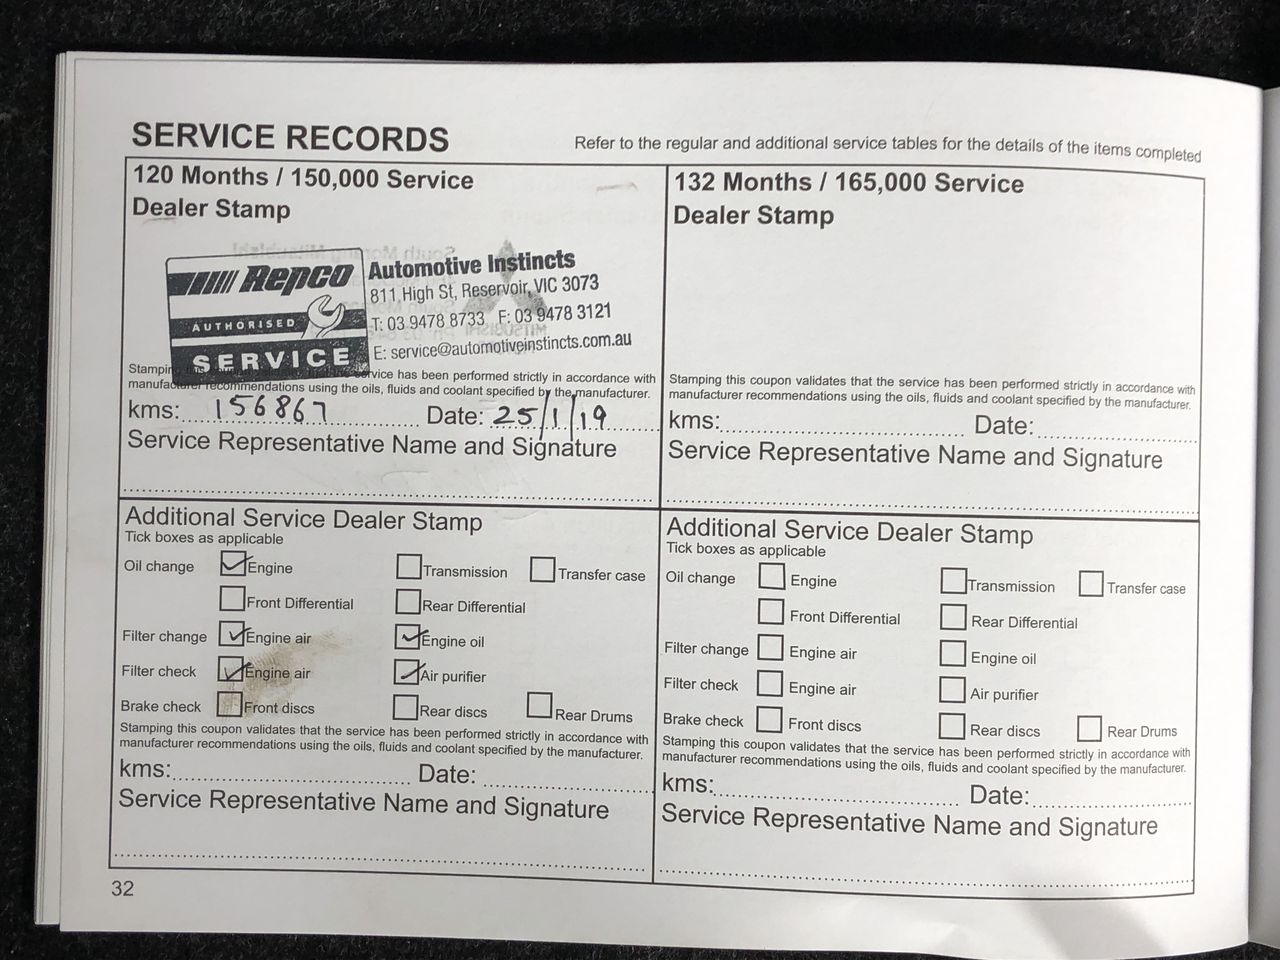 SERVICE RECORDS
Refer to the regular and additional service tables for the details of the items completed
120 Months / 150,000 Service
Dealer Stamp
Repco
AUTHORISED
SERVICE
Automotive Instincts
811 High St, Reservoir, VIC 3073
T: 03 9478 8733 F: 03 9478 3121
E: service@automotiveinstincts.com.au
Stamping this coupon validates that the service has been performed strictly in accordance with
manufacturer recommendations using the oils, fluids and coolant specified by the manufacturer.
kms: 156867 Date: 25/1/19
Service Representative Name and Signature
132 Months / 165,000 Service
Dealer Stamp
Stamping this coupon validates that the service has been performed strictly in accordance with
manufacturer recommendations using the oils, fluids and coolant specified by the manufacturer.
kms: Date:
Service Representative Name and Signature
Additional Service Dealer Stamp
Tick boxes as applicable
Oil change Engine Transmission Transfer case
Front Differential Rear Differential
Filter change Engine air Engine oil
Filter check Engine air Air purifier
Brake check Front discs Rear discs Rear Drums
Stamping this coupon validates that the service has been performed strictly in accordance with
manufacturer recommendations using the oils, fluids and coolant specified by the manufacturer.
kms: Date:
Service Representative Name and Signature
Additional Service Dealer Stamp
Tick boxes as applicable
Oil change Engine Transmission Transfer case
Front Differential Rear Differential
Filter change Engine air Engine oil
Filter check Engine air Air purifier
Brake check Front discs Rear discs Rear Drums
Stamping this coupon validates that the service has been performed strictly in accordance with
manufacturer recommendations using the oils, fluids and coolant specified by the manufacturer.
kms: Date:
Service Representative Name and Signature
32